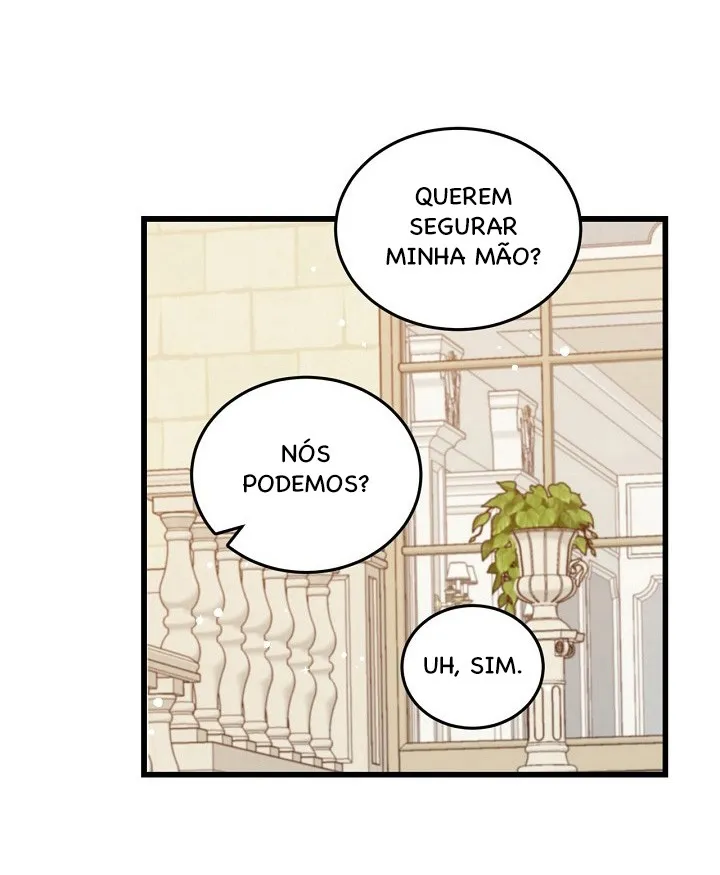 QUEREM
SEGURAR
MINHA MÃO?
NÓS
PODEMOS?
UH, SIM.